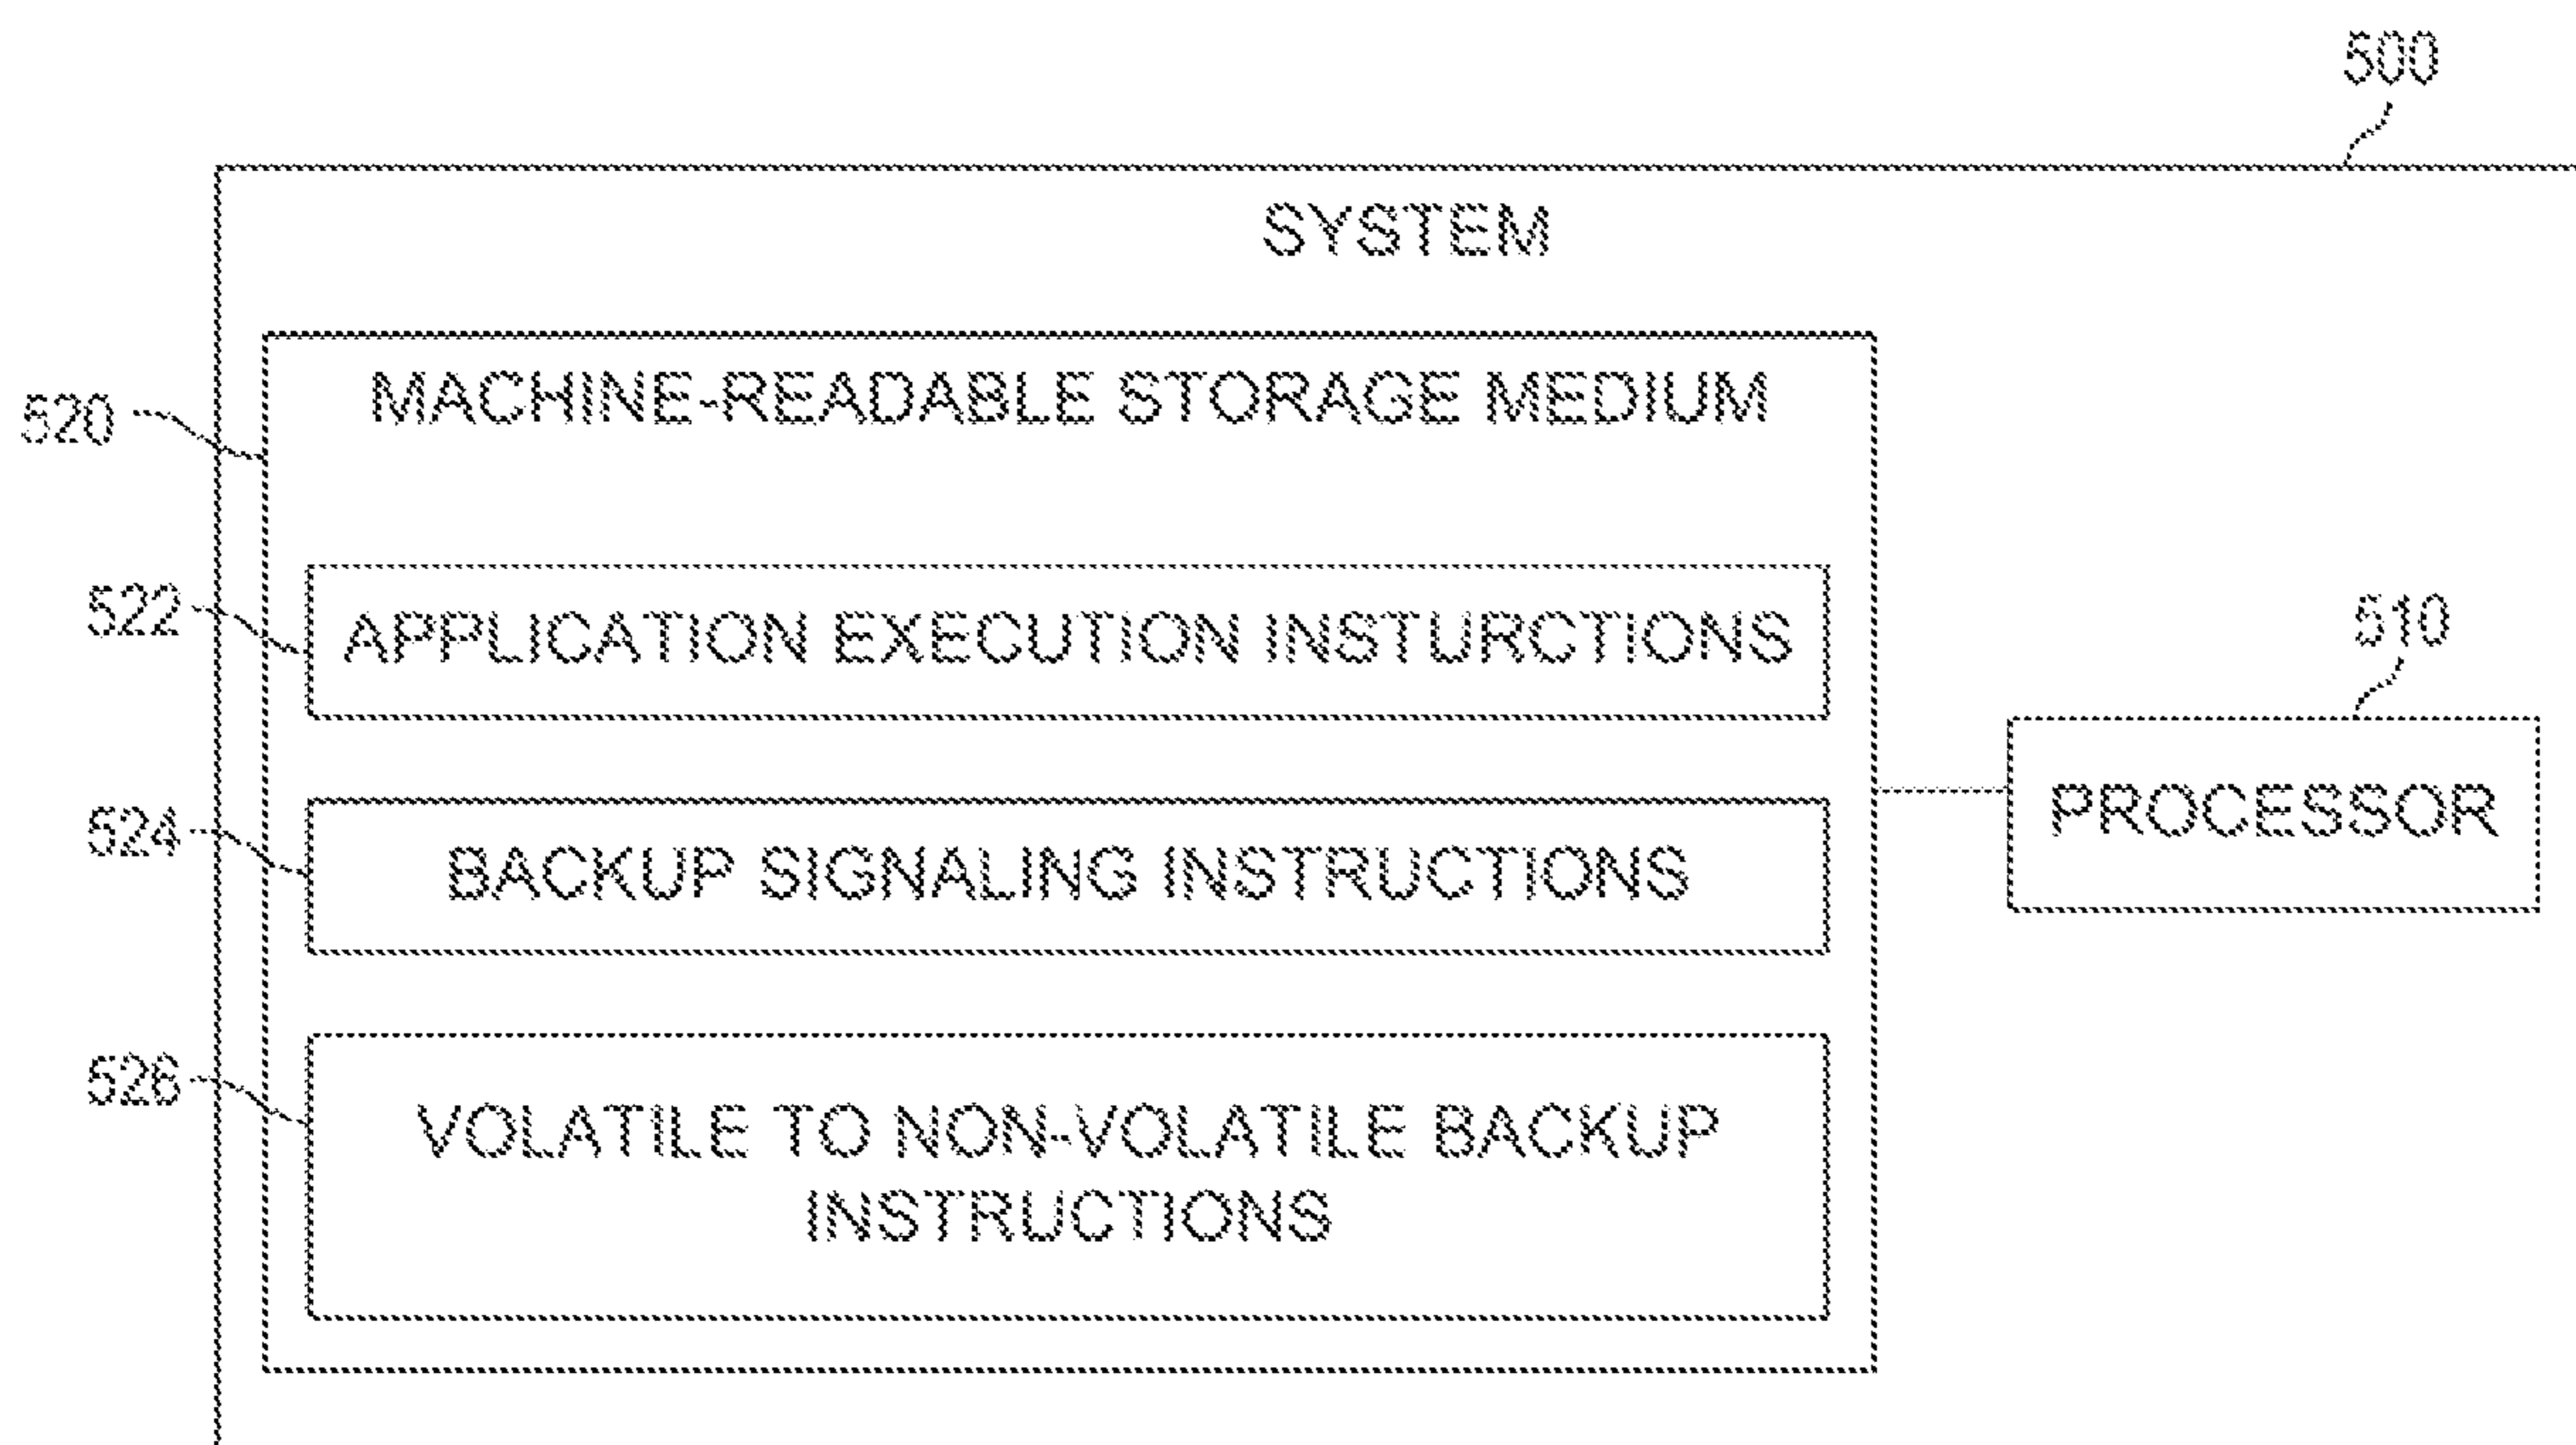 500
SYSTEM
520
MACHINE-READABLE STORAGE MEDIUM
522
APPLICATION EXECUTION INSTURCTIONS
510
PROCESSOR
524
BACKUP SIGNALING INSTRUCTIONS
526
VOLATILE TO NON-VOLATILE BACKUP
INSTRUCTIONS